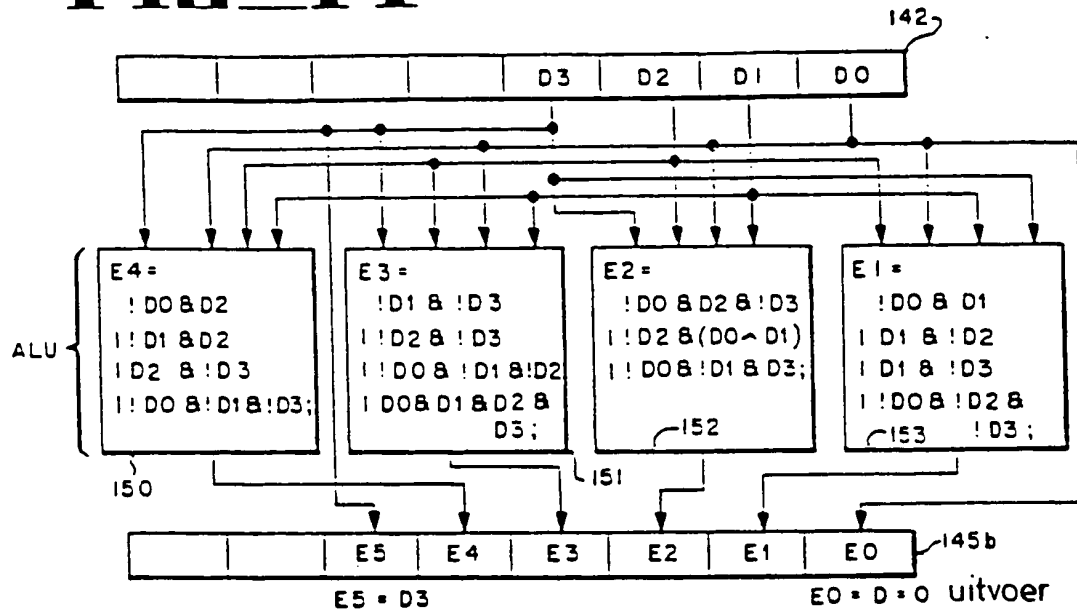 142
D3 D2 D1 D0
E4=
!D0&D2
|!D1&D2
|D2 &!D3
|!D0&!D1&!D3;
E3=
!D1&!D3
|!D2&!D3
|!D0&!D1&!D2
|D0&D1&D2&
D3;
E2=
!D0&D2&!D3
|!D2&(D0^D1)
|!D0&!D1&D3;
E1=
!D0&D1
|D1&!D2
|D1&!D3
|!D0&!D2&
!D3;
ALU
150
151
152
153
E5 E4 E3 E2 E1 E0
145b
E5=D3
E0=D=0 uitvoer